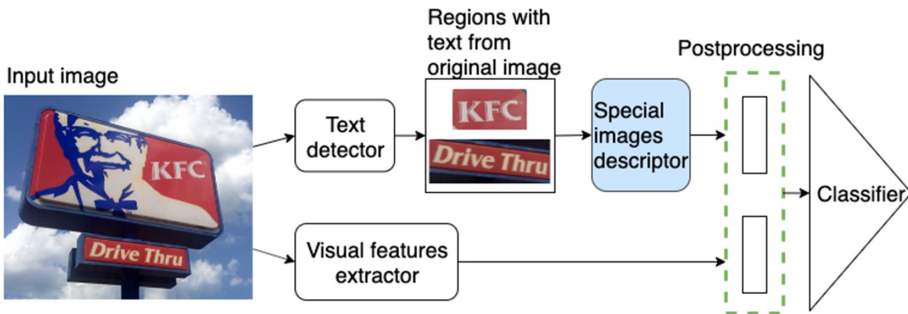 Input image
KFC
Drive Thru
Text
detector
Regions with
text from
original image
KFC
Drive Thru
Special
images
descriptor
Visual features
extractor
Postprocessing
Classifier